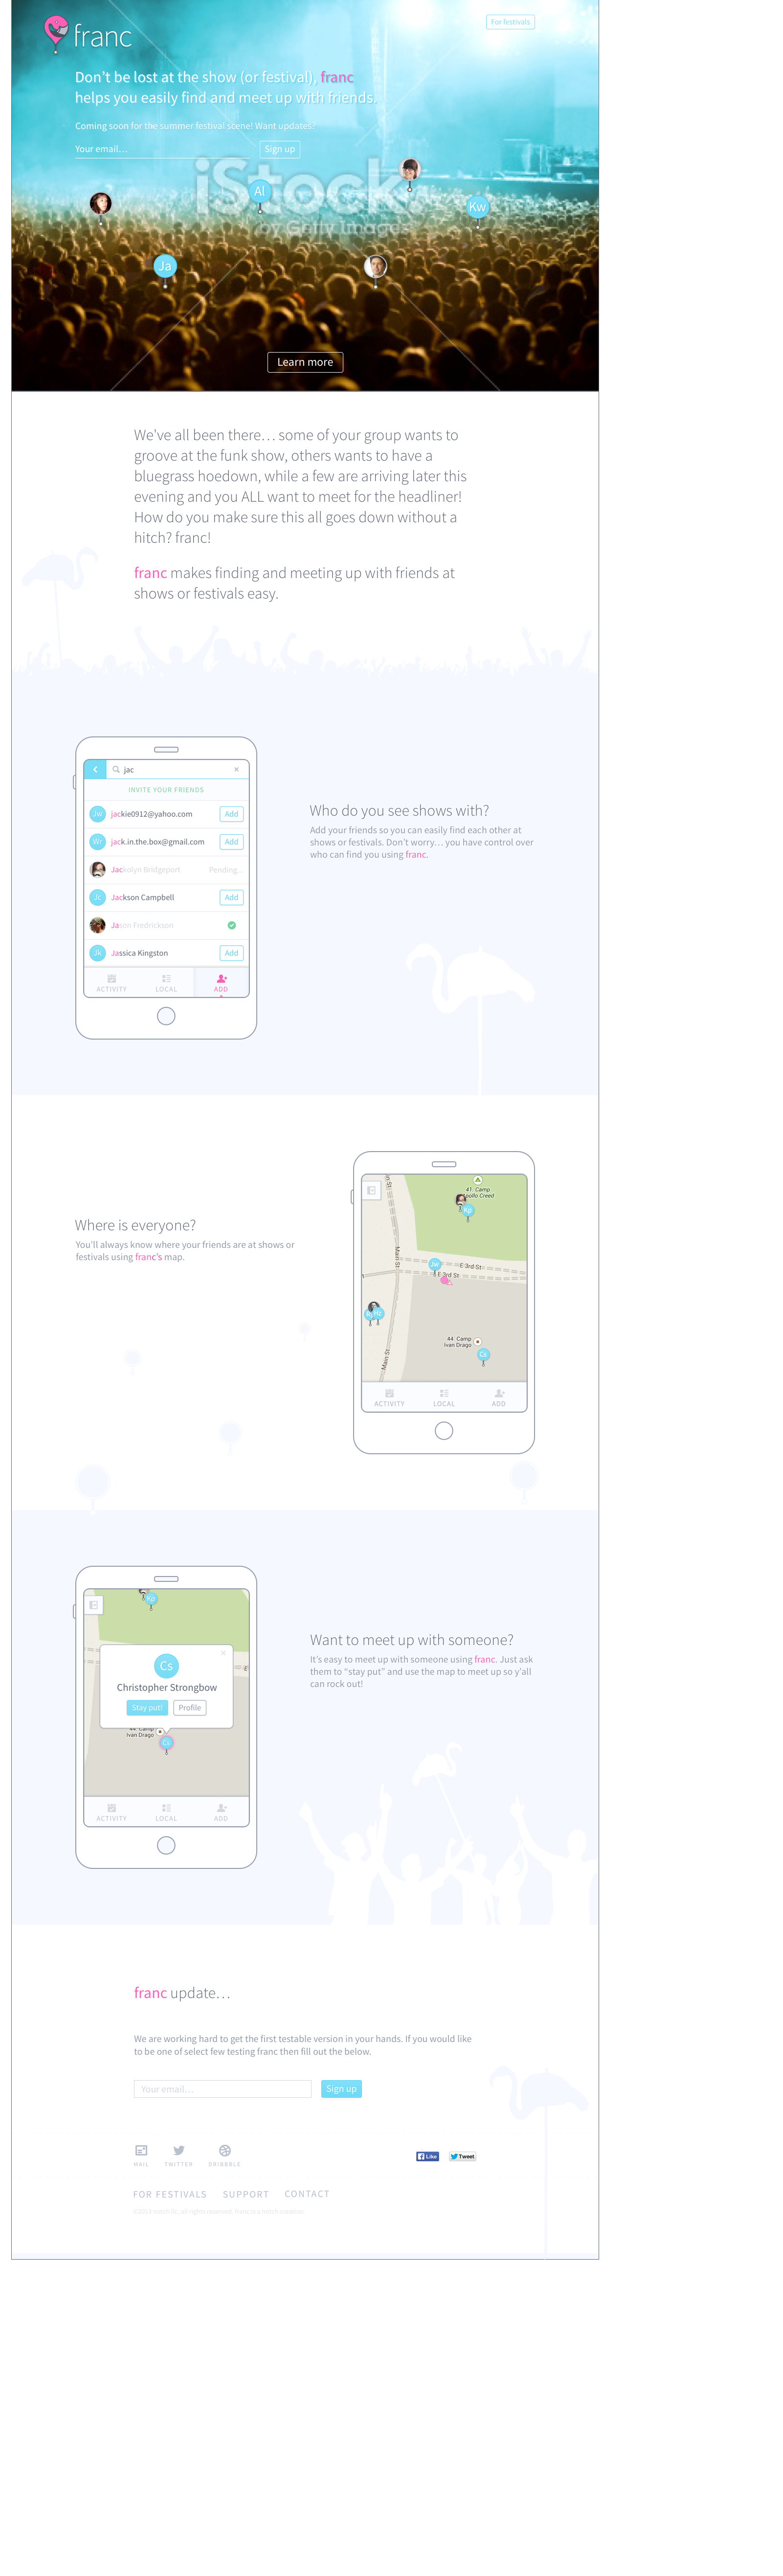 franc
For festivals
Don't be lost at the show (or festival), franc
helps you easily find and meet up with friends.
Coming soon for the summer festival scene! Want updates?
Your email…
Sign up
iStock
by Getty Images
Al
Kw
Ja
Learn more
We've all been there… some of your group wants to
groove at the funk show, others wants to have a
bluegrass hoedown, while a few are arriving later this
evening and you ALL want to meet for the headliner!
How do you make sure this all goes down without a
hitch? franc!
franc makes finding and meeting up with friends at
shows or festivals easy.
jac
INVITE YOUR FRIENDS
Jw jackie0912@yahoo.com Add
Wr jack.in.the.box@gmail.com Add
Jackolyn Bridgeport Pending...
Jc Jackson Campbell Add
Jason Fredrickson
Jk Jassica Kingston Add
ACTIVITY LOCAL ADD
Who do you see shows with?
Add your friends so you can easily find each other at
shows or festivals. Don't worry… you have control over
who can find you using franc.
Where is everyone?
You'll always know where your friends are at shows or
festivals using franc's map.
41. Camp
Apollo Creed
Kp
Main St
Jw
E 3rd St
E 3rd St
44. Camp
Ivan Drago
Cs
Main St
ACTIVITY LOCAL ADD
Kp
Cs
Christopher Strongbow
Stay put! Profile
44. Camp
Ivan Drago
Cs
ACTIVITY LOCAL ADD
Want to meet up with someone?
It's easy to meet up with someone using franc. Just ask
them to “stay put” and use the map to meet up so y'all
can rock out!
franc update…
We are working hard to get the first testable version in your hands. If you would like
to be one of select few testing franc then fill out the below.
Your email…
Sign up
MAIL TWITTER DRIBBBLE
Like Tweet
FOR FESTIVALS SUPPORT CONTACT